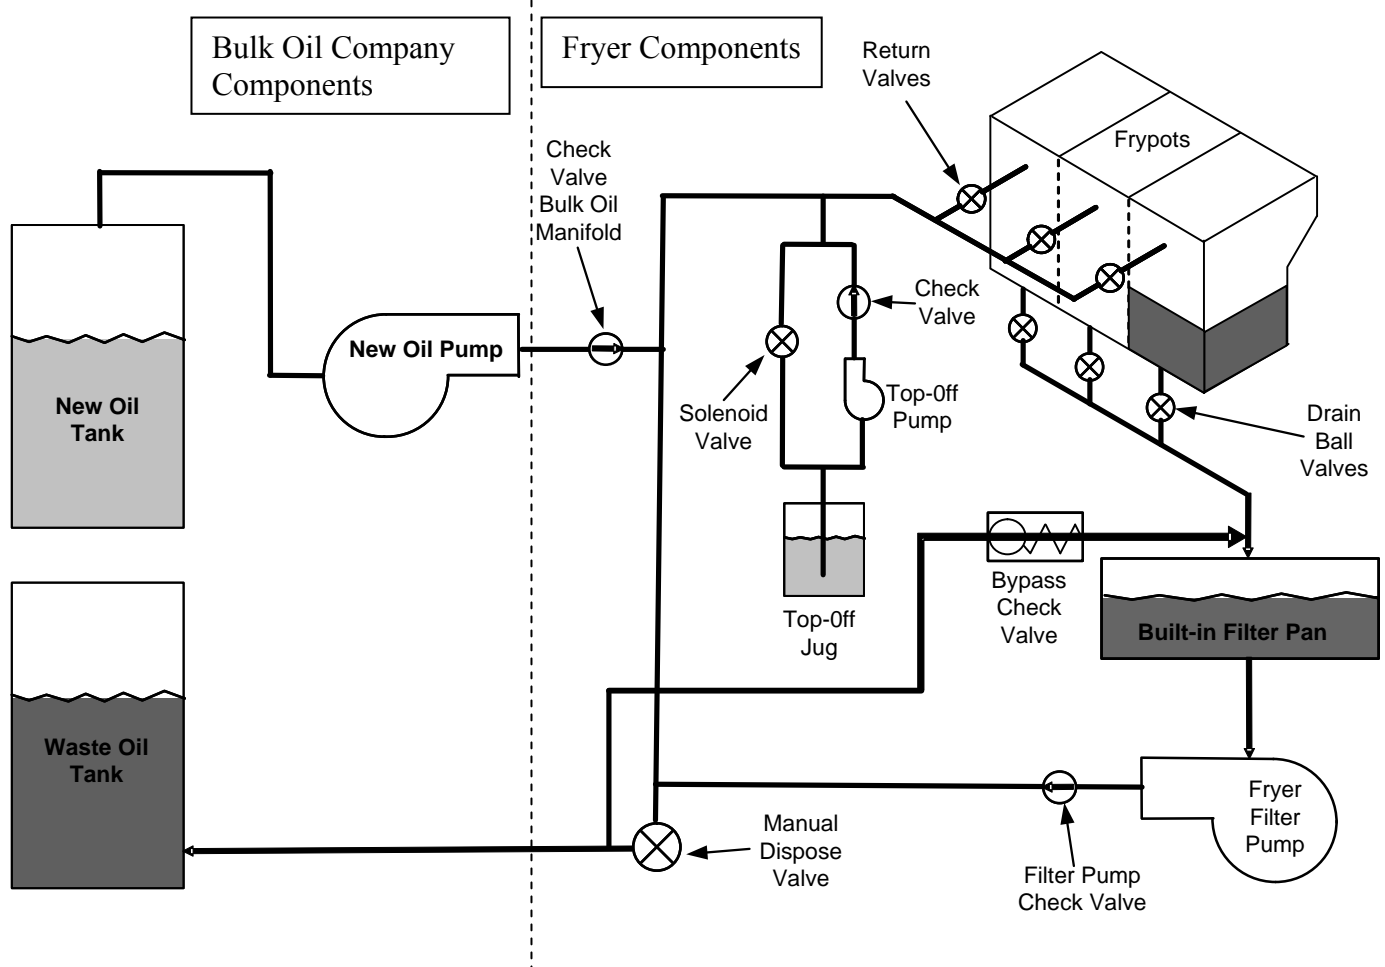 Bulk Oil Company
Components
Fryer Components
Return
Valves
Frypots
Check
Valve
Bulk Oil
Manifold
New Oil Pump
Check
Valve
New Oil
Tank
Solenoid
Valve
Top-0ff
Pump
Drain
Ball
Valves
Bypass
Check
Valve
Top-0ff
Jug
Built-in Filter Pan
Waste Oil
Tank
Manual
Dispose
Valve
Fryer
Filter
Pump
Filter Pump
Check Valve